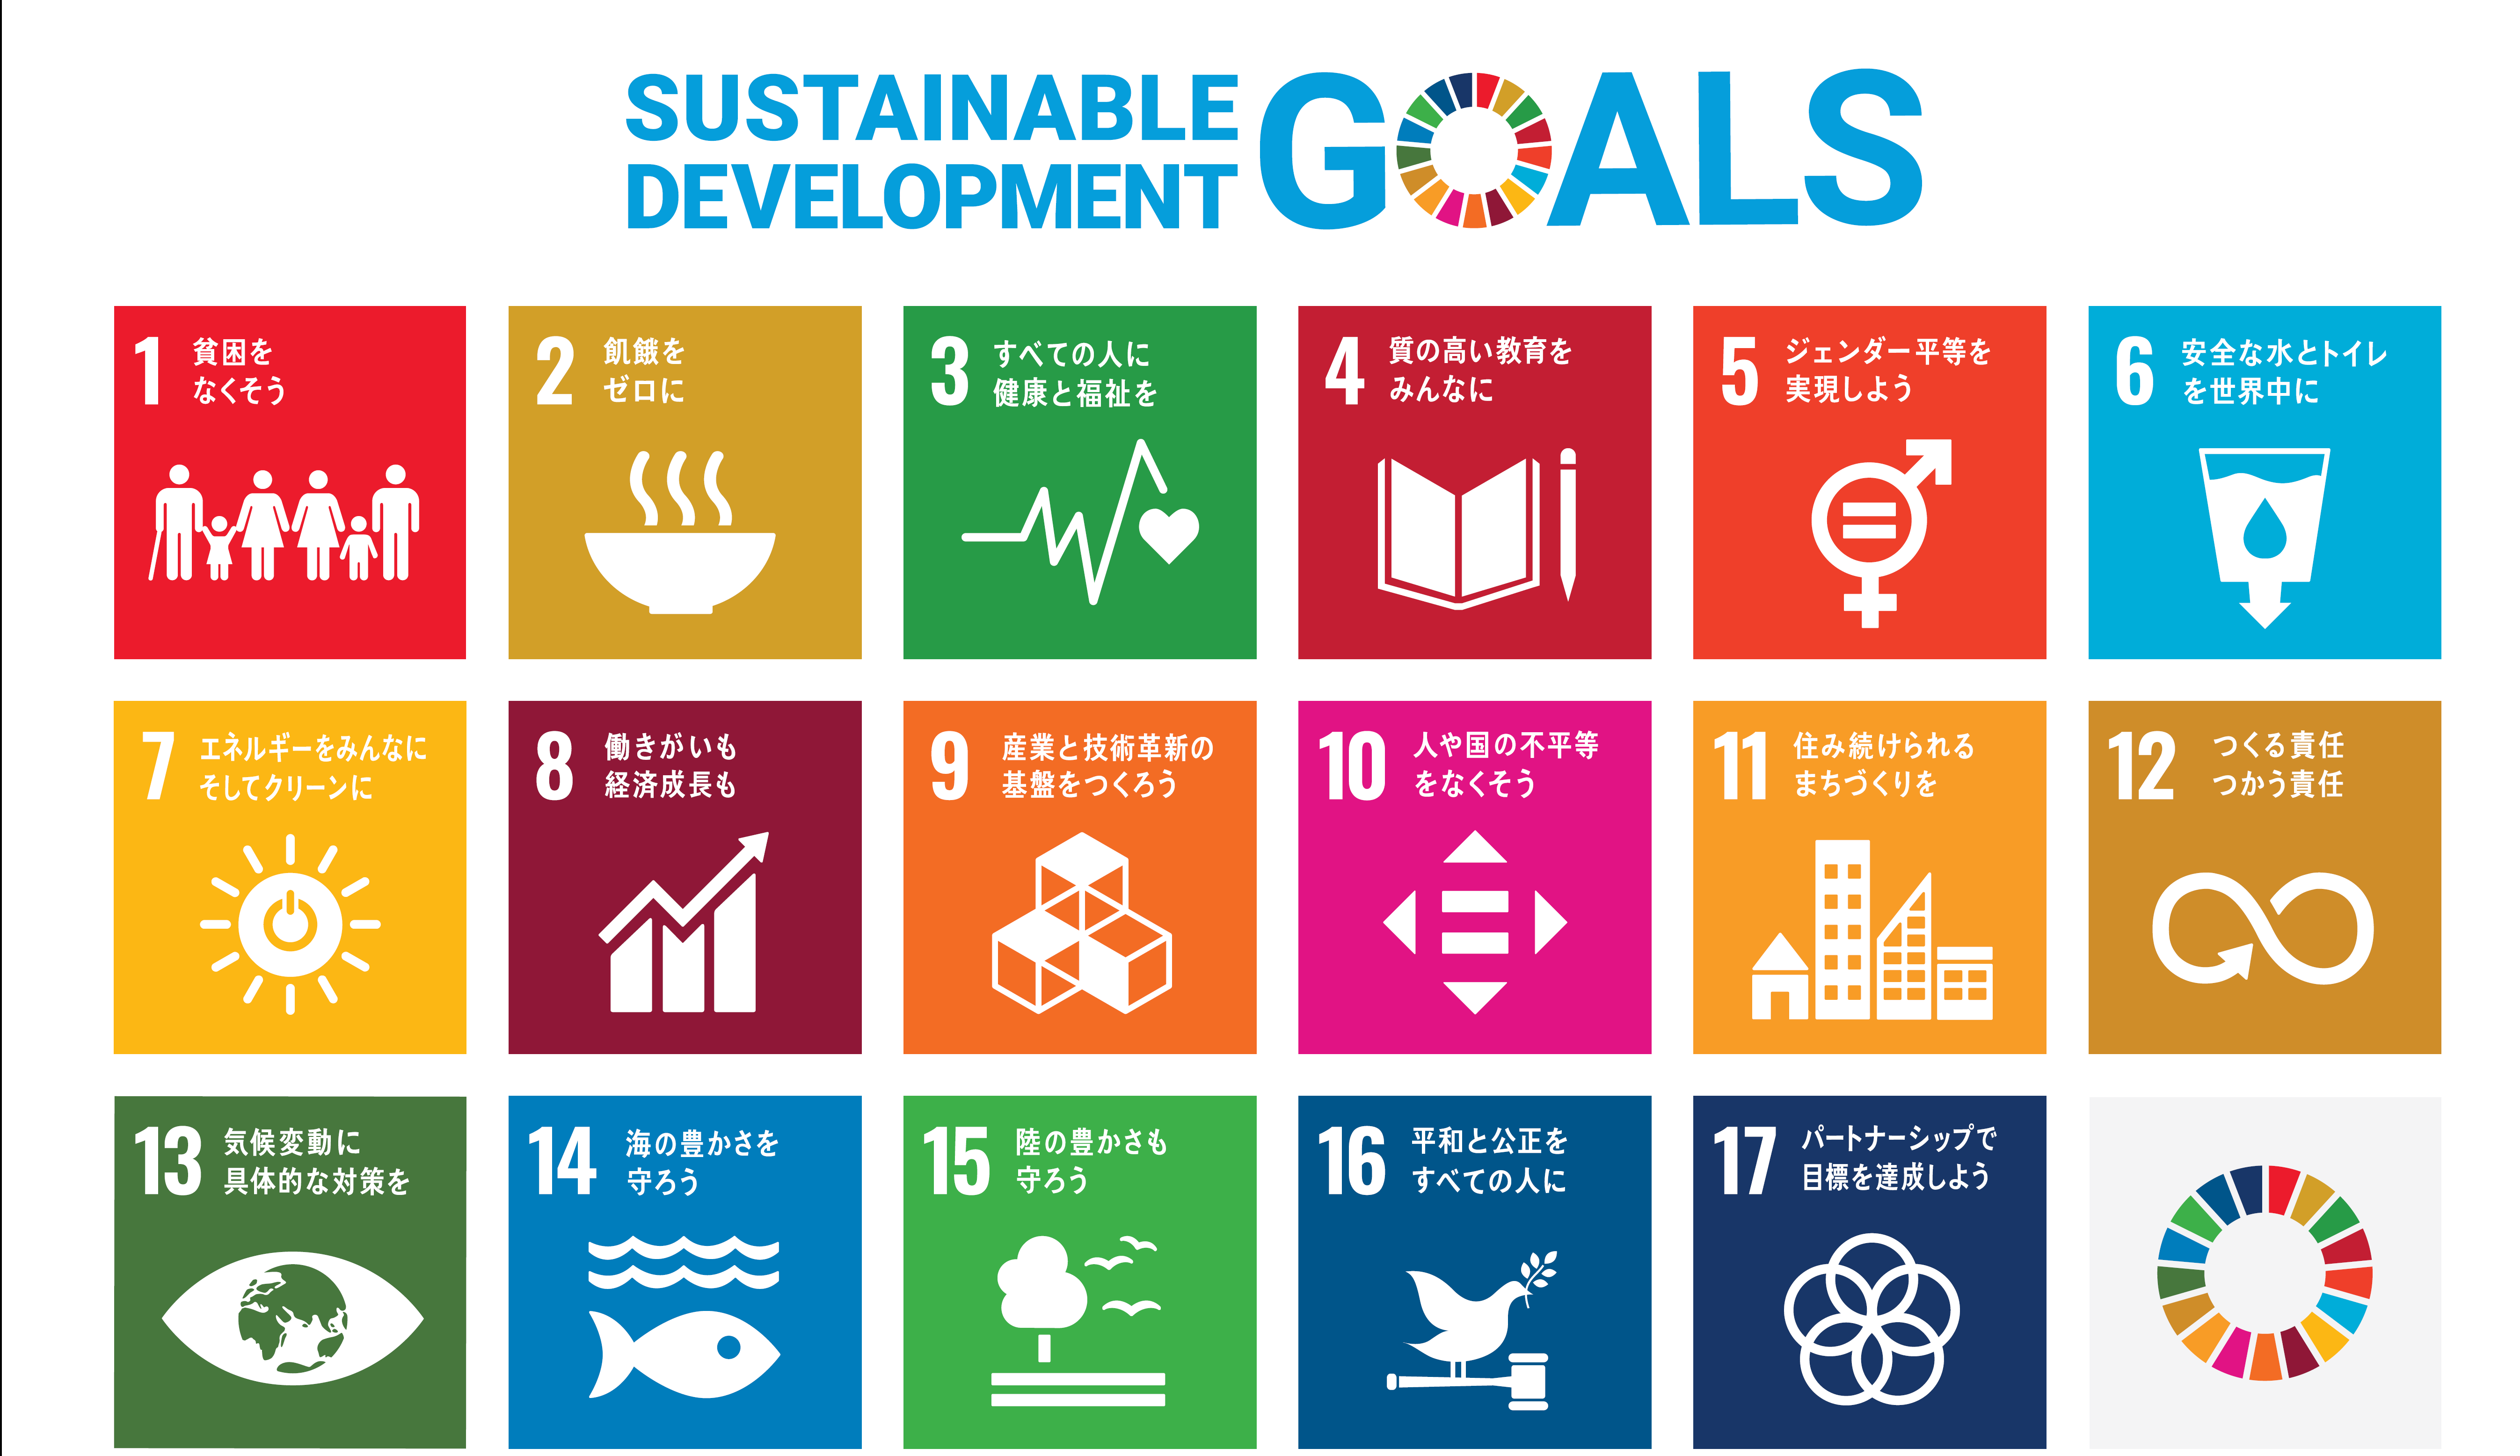 SUSTAINABLE
DEVELOPMENT
GOALS
1
貧困を
なくそう
2
飢餓を
ゼロに
3
すべての人に
健康と福祉を
4
質の高い教育を
みんなに
5
ジェンダー平等を
実現しよう
6
安全な水とトイレ
を世界中に
7
エネルギーをみんなに
そしてクリーンに
8
働きがいも
経済成長も
9
産業と技術革新の
基盤をつくろう
10
人や国の不平等
をなくそう
11
住み続けられる
まちづくりを
12
つくる責任
つかう責任
13
気候変動に
具体的な対策を
14
海の豊かさを
守ろう
15
陸の豊かさも
守ろう
16
平和と公正を
すべての人に
17
パートナーシップで
目標を達成しよう